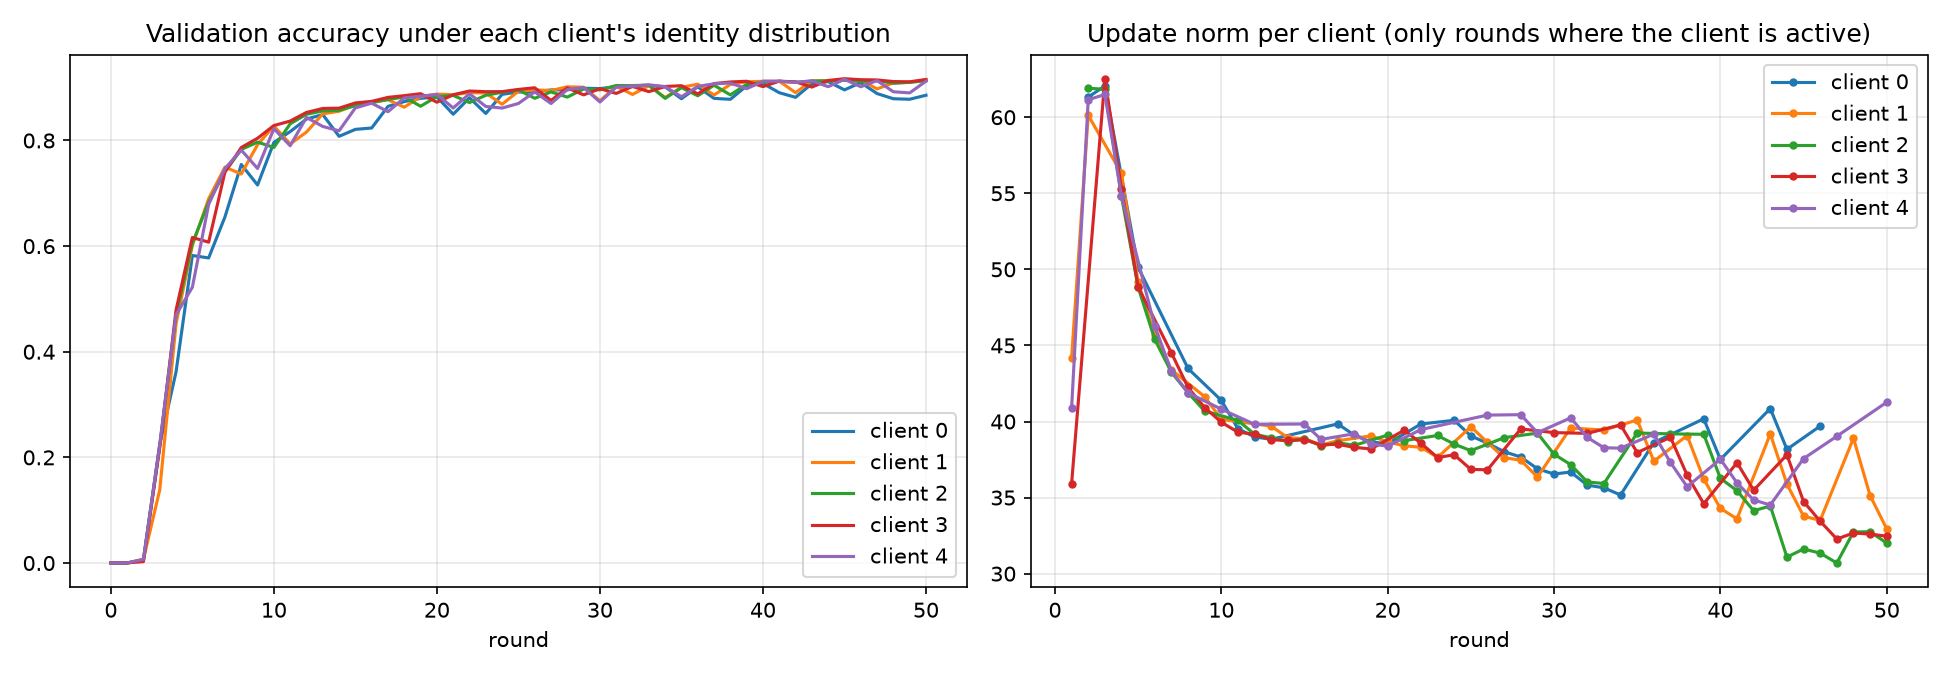 Validation accuracy under each client's identity distribution
0.8
0.6
0.4
0.2
0.0
0 10 20 30 40 50
round
client 0
client 1
client 2
client 3
client 4
Update norm per client (only rounds where the client is active)
60
55
50
45
40
35
30
0 10 20 30 40 50
round
client 0
client 1
client 2
client 3
client 4